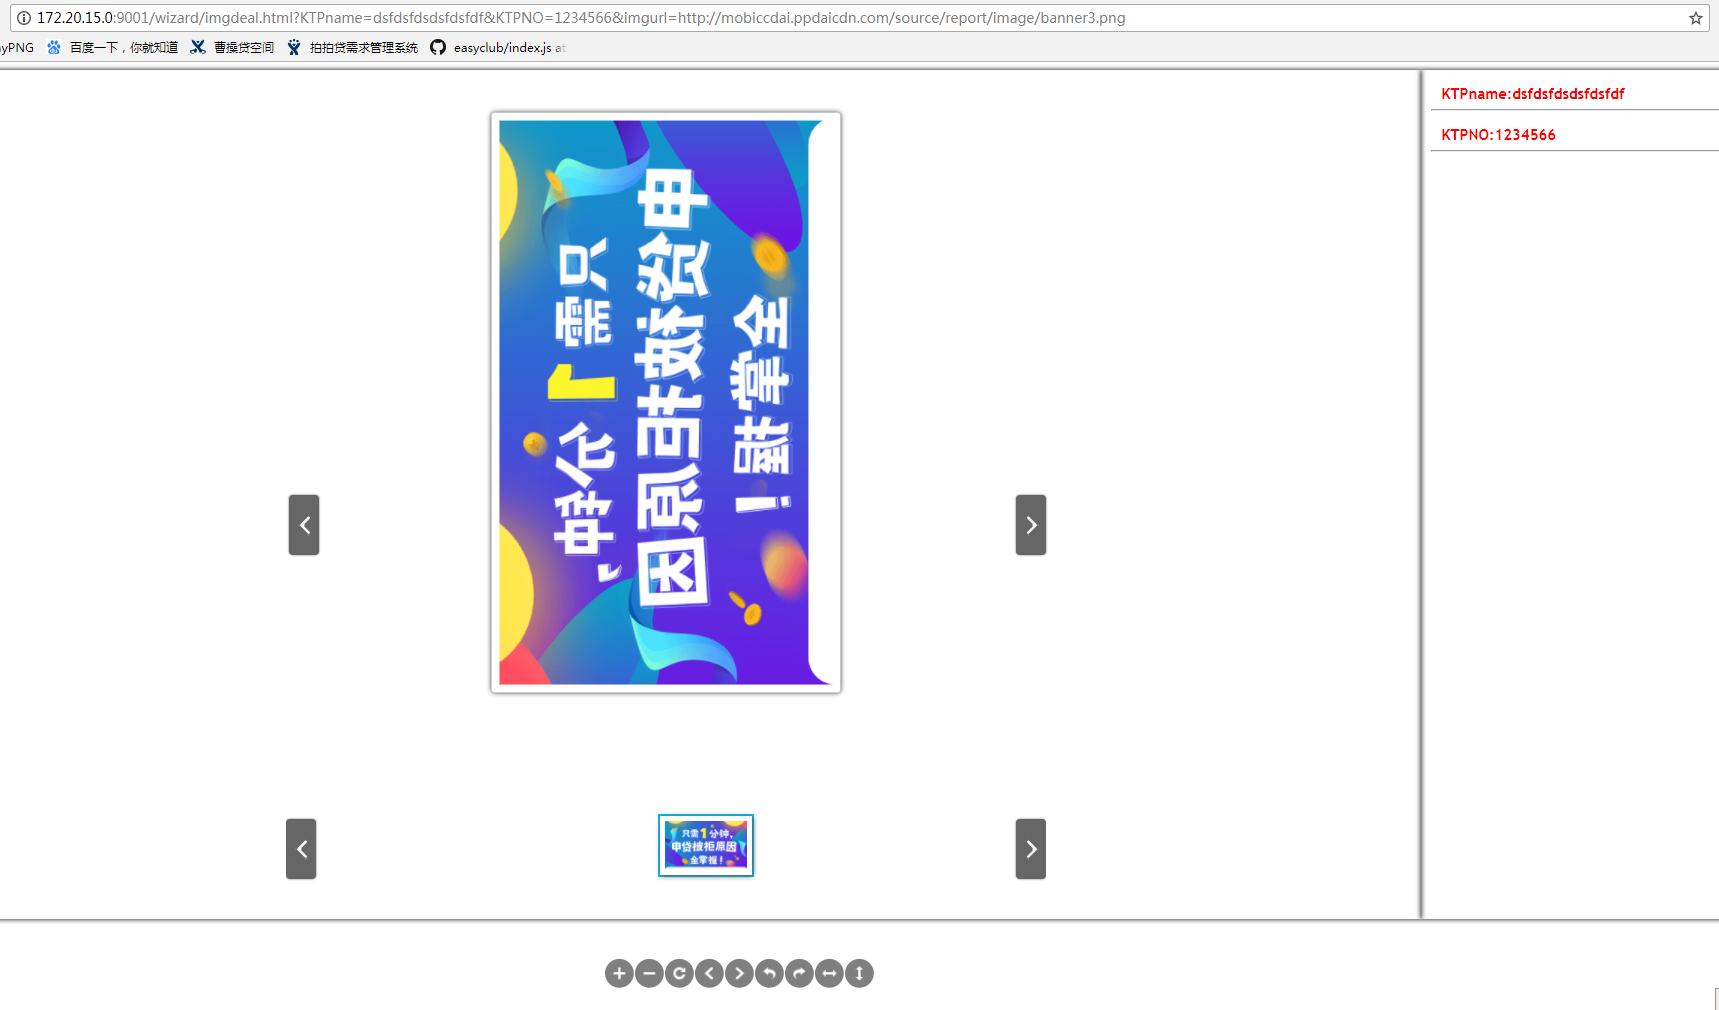 172.20.15.0:9001/wizard/imgdeal.html?KTPname=dsfdsfdsdsfdsfdf&KTPNO=1234566&imgurl=http://mobiccdai.ppdaicdn.com/source/report/image/banner3.png
yPNG 百度一下，你就知道 曹操贷空间 拍拍贷需求管理系统 easyclub/index.js at
KTPname:dsfdsfdsdsfdsfdf
KTPNO:1234566
只需1分钟，
申贷被拒原因
全掌握！
只需1分钟，
申贷被拒原因
全掌握！